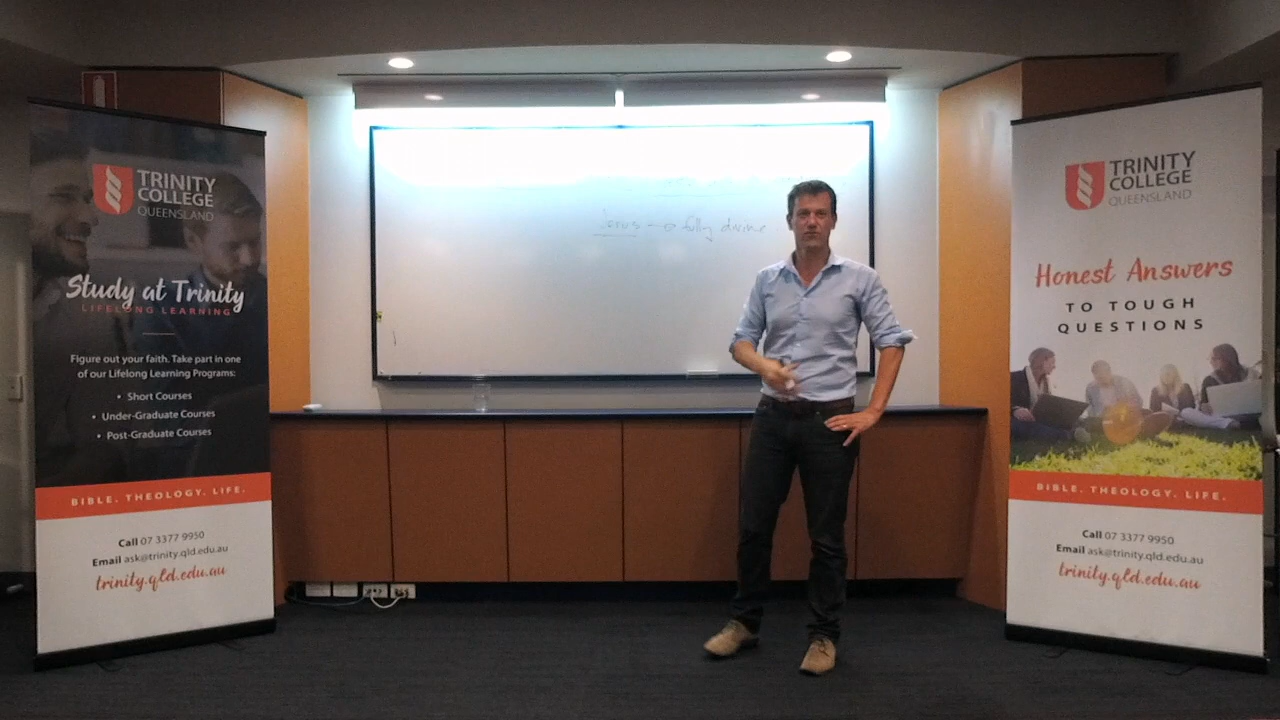 TRINITY
COLLEGE
QUEENSLAND
Study at Trinity
LIFELONG LEARNING
Figure out your faith. Take part in one
of our Lifelong Learning Programs:
• Short Courses
• Under-Graduate Courses
• Post-Graduate Courses
BIBLE. THEOLOGY. LIFE.
Call 07 3377 9950
Email ask@trinity.qld.edu.au
trinity.qld.edu.au
Jesus → fully divine
TRINITY
COLLEGE
QUEENSLAND
Honest Answers
TO TOUGH
QUESTIONS
BIBLE. THEOLOGY. LIFE.
Call 07 3377 9950
Email ask@trinity.qld.edu.au
trinity.qld.edu.au